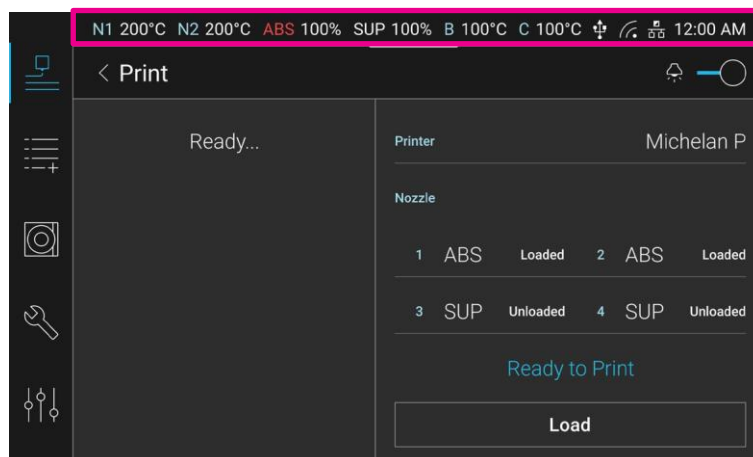 N1 200°C N2 200°C ABS 100% SUP 100% B 100°C C 100°C 12:00 AM
< Print
Ready...
Printer Michelan P
Nozzle
1 ABS Loaded 2 ABS Loaded
3 SUP Unloaded 4 SUP Unloaded
Ready to Print
Load